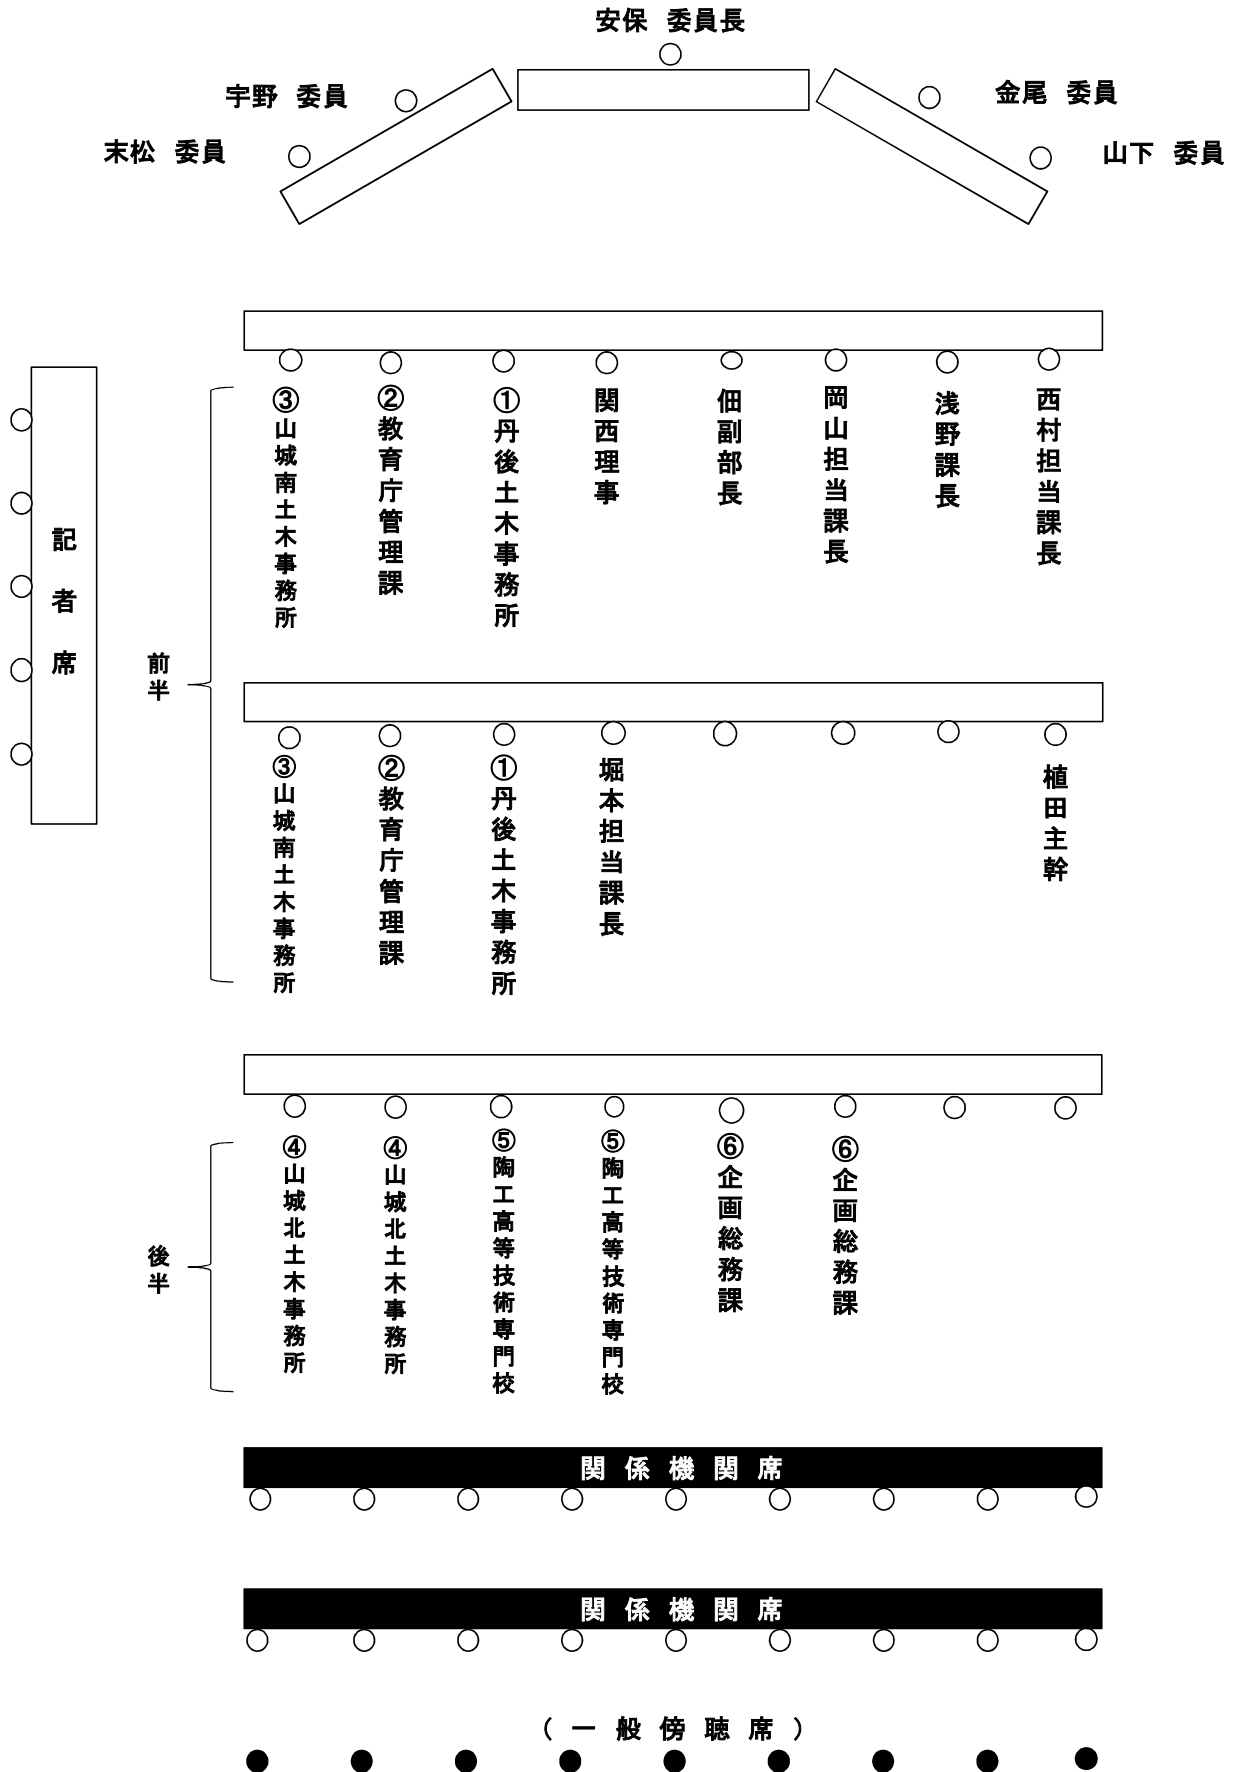 安保 委員長
宇野 委員
金尾 委員
末松 委員
山下 委員
③山城南土木事務所
②教育庁管理課
①丹後土木事務所
関西理事
佃副部長
岡山担当課長
浅野課長
西村担当課長
記者席
前半
③山城南土木事務所
②教育庁管理課
①丹後土木事務所
堀本担当課長
植田主幹
後半
④山城北土木事務所
④山城北土木事務所
⑤陶工高等技術専門校
⑤陶工高等技術専門校
⑥企画総務課
⑥企画総務課
関係機関席
関係機関席
（一般傍聴席）